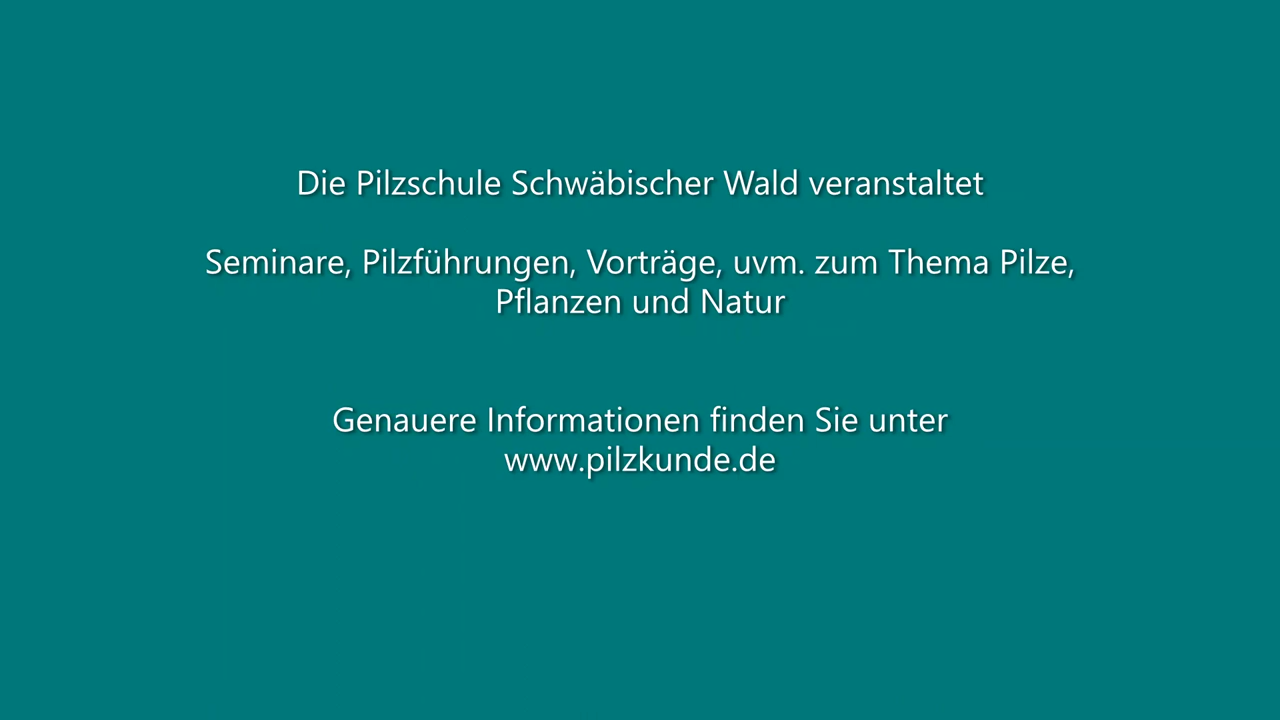 Die Pilzschule Schwäbischer Wald veranstaltet
Seminare, Pilzführungen, Vorträge, uvm. zum Thema Pilze,
Pflanzen und Natur
Genauere Informationen finden Sie unter
www.pilzkunde.de